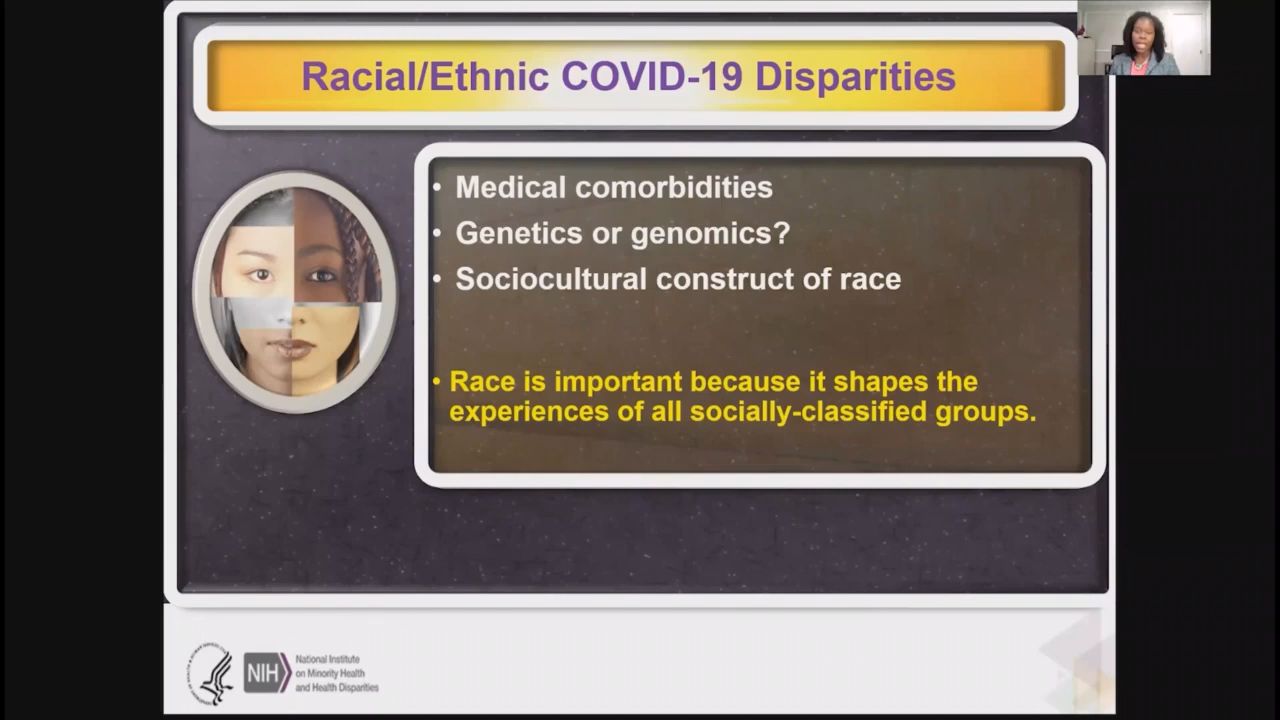 Racial/Ethnic COVID-19 Disparities
• Medical comorbidities
• Genetics or genomics?
• Sociocultural construct of race
• Race is important because it shapes the
experiences of all socially-classified groups.
NIH
National Institute
on Minority Health
and Health Disparities